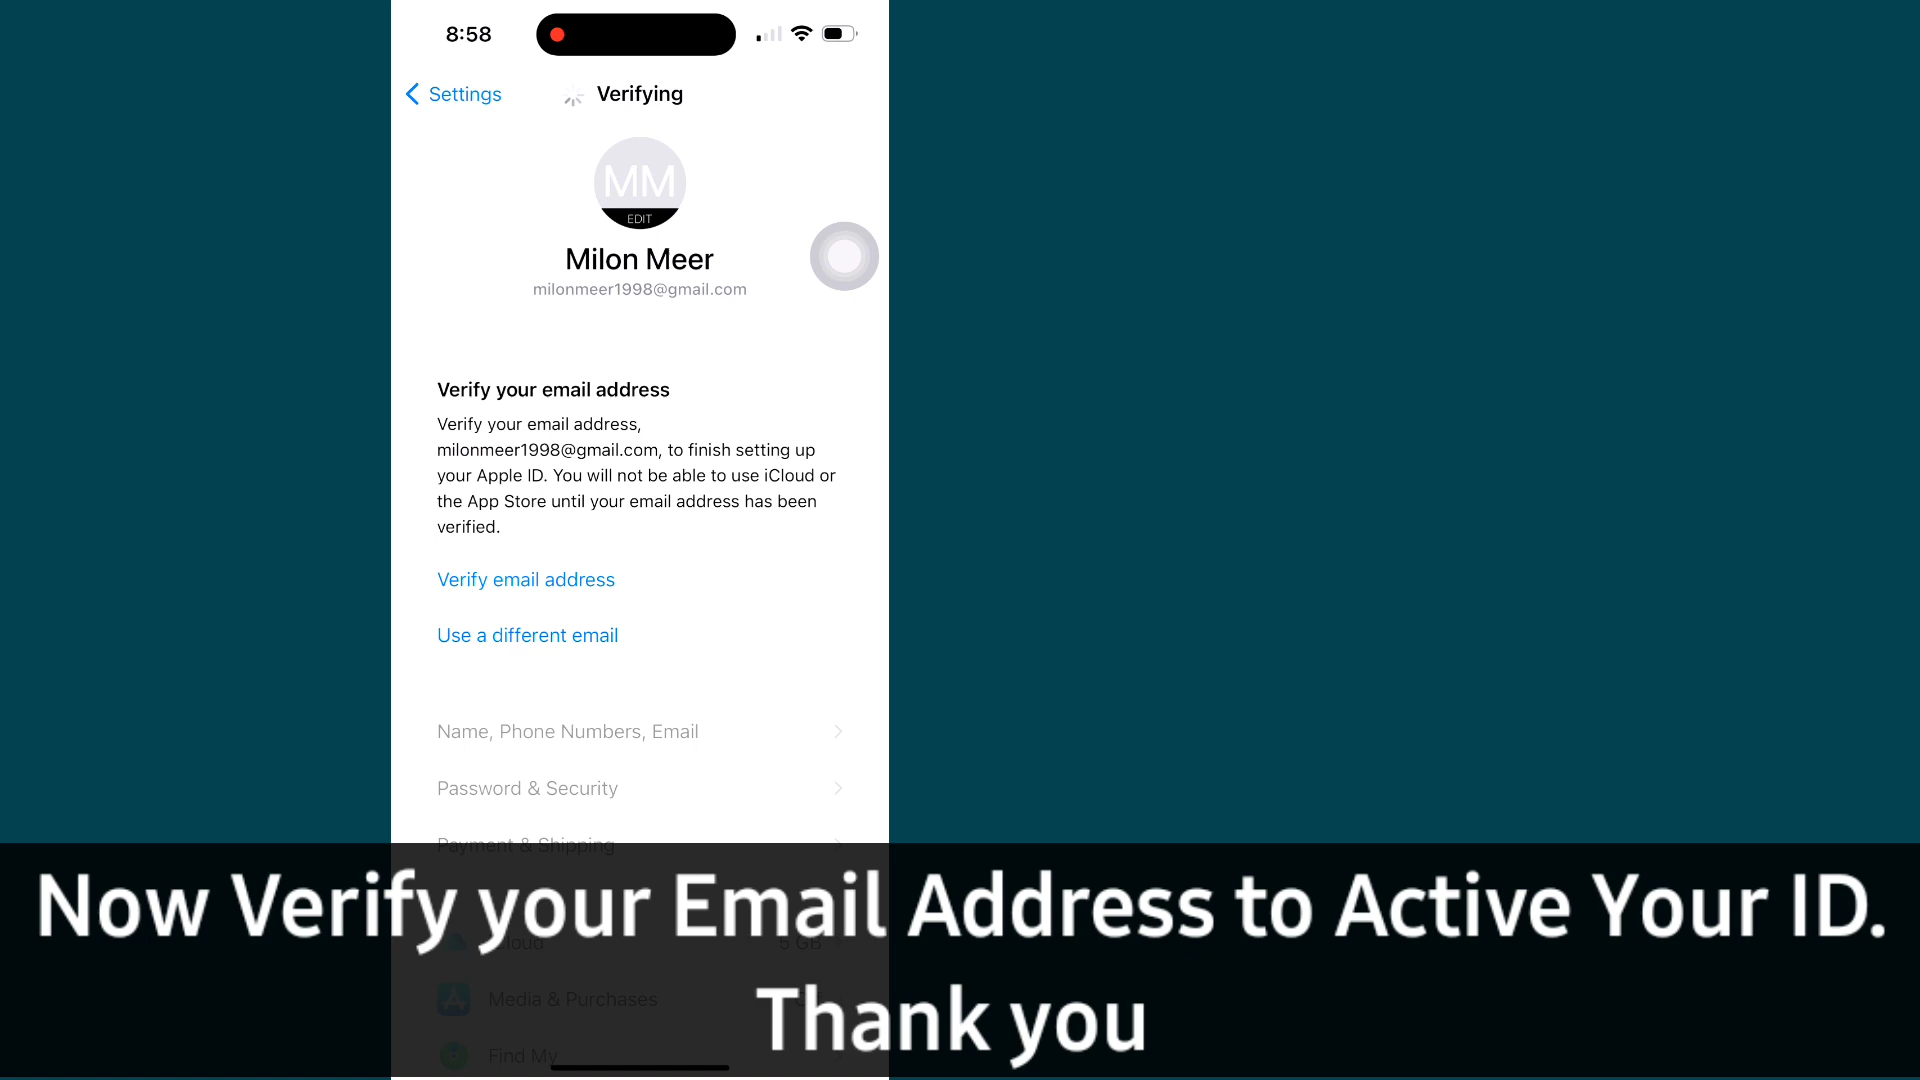 8:58
Settings
Verifying
MM
EDIT
Milon Meer
milonmeer1998@gmail.com
Verify your email address
Verify your email address,
milonmeer1998@gmail.com, to finish setting up
your Apple ID. You will not be able to use iCloud or
the App Store until your email address has been
verified.
Verify email address
Use a different email
Name, Phone Numbers, Email
Password & Security
Payment & Shipping
Now Verify your Email Address to Active Your ID.
Thank you
5 GB
Media & Purchases
Find My